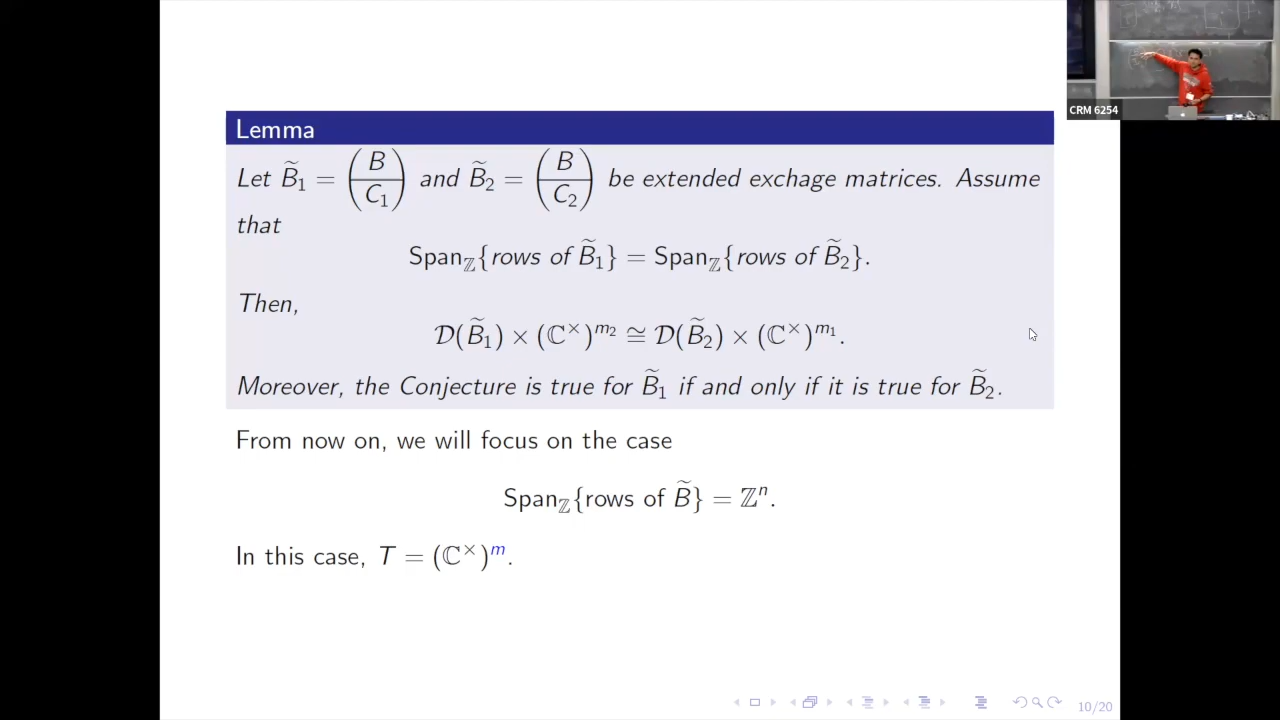 CRM 6254
Lemma
Let B̃₁ = (B / C₁) and B̃₂ = (B / C₂) be extended exchage matrices. Assume
that
Span_ℤ{rows of B̃₁} = Span_ℤ{rows of B̃₂}.
Then,
𝒟(B̃₁) × (ℂ^×)^{m₂} ≅ 𝒟(B̃₂) × (ℂ^×)^{m₁}.
Moreover, the Conjecture is true for B̃₁ if and only if it is true for B̃₂.
From now on, we will focus on the case
Span_ℤ{rows of B̃} = ℤⁿ.
In this case, T = (ℂ^×)^m.
10/20